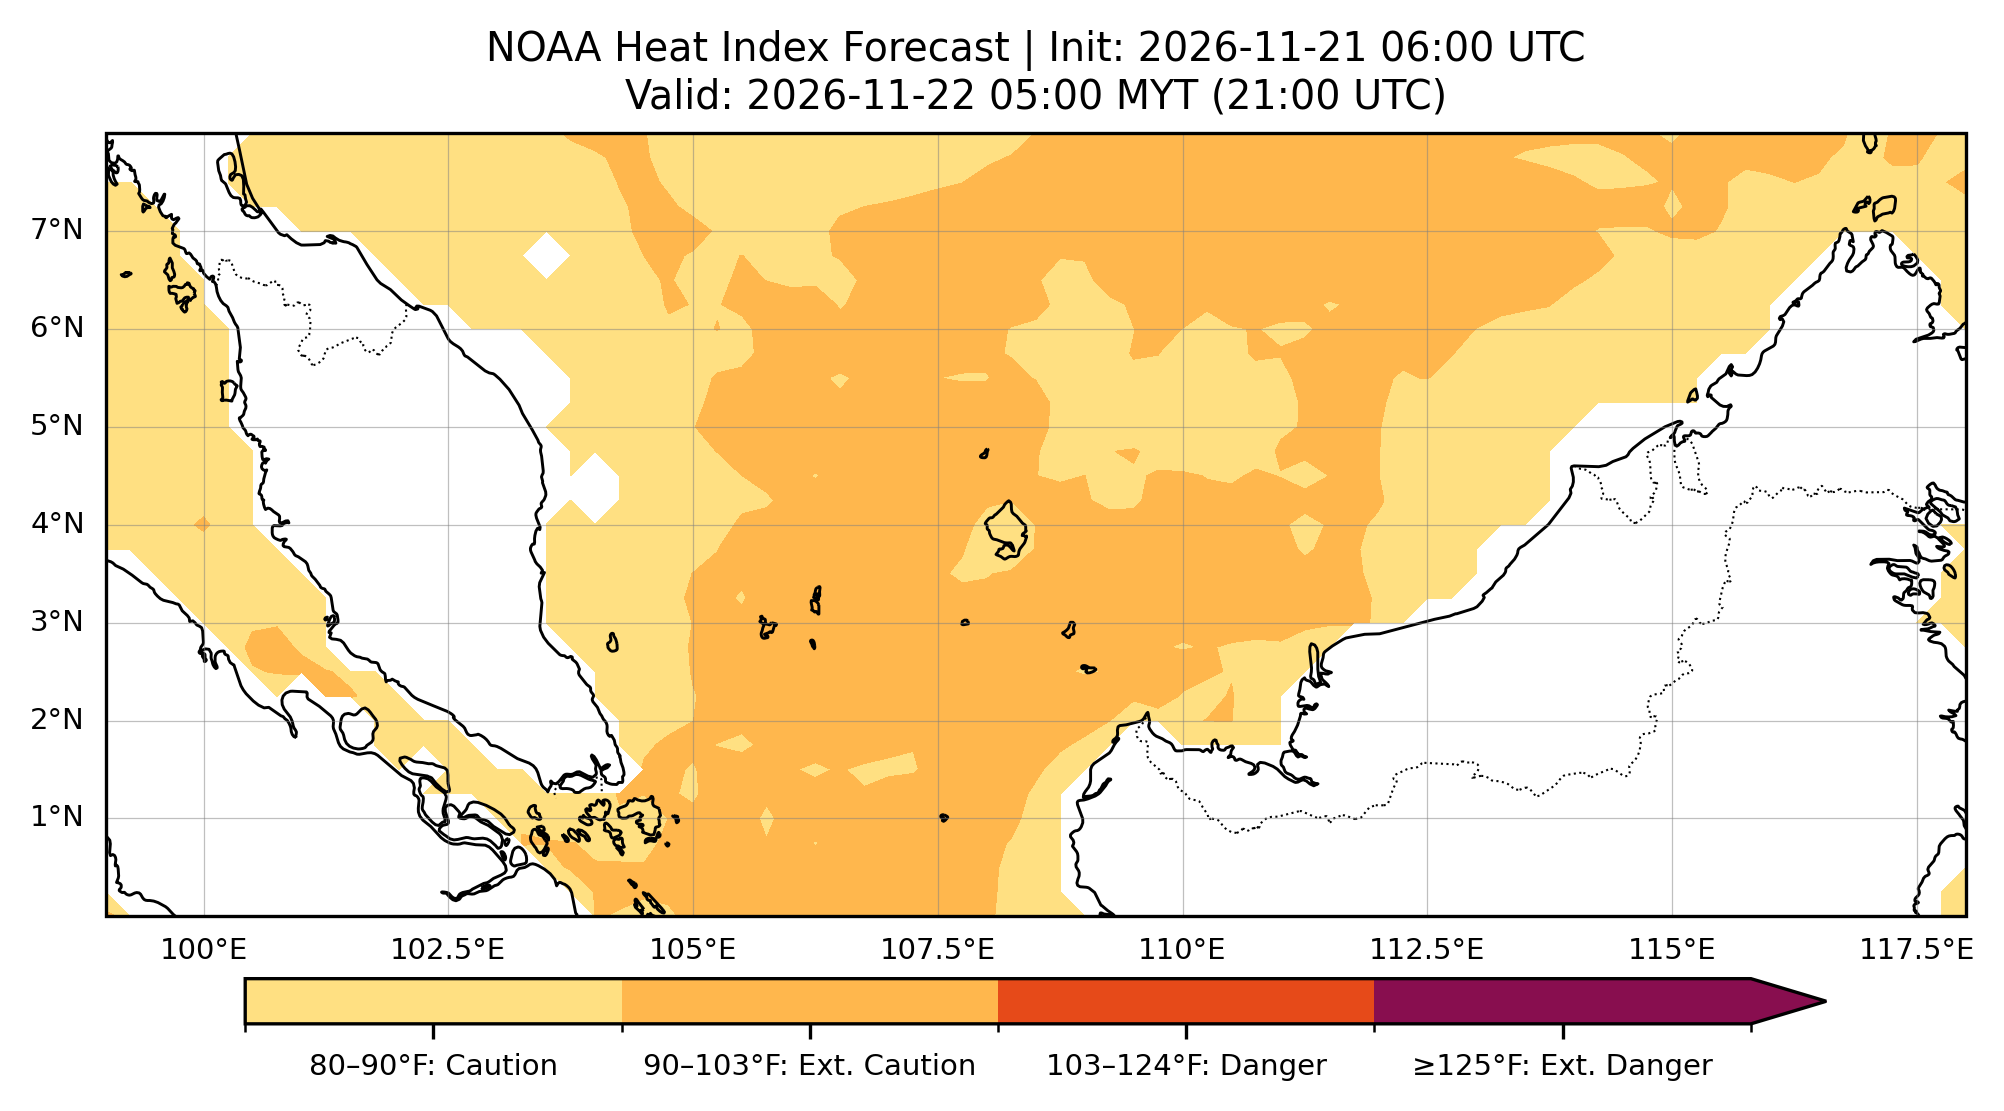 NOAA Heat Index Forecast | Init: 2026-11-21 06:00 UTC
Valid: 2026-11-22 05:00 MYT (21:00 UTC)
7°N
6°N
5°N
4°N
3°N
2°N
1°N
100°E
102.5°E
105°E
107.5°E
110°E
112.5°E
115°E
117.5°E
80–90°F: Caution
90–103°F: Ext. Caution
103–124°F: Danger
≥125°F: Ext. Danger